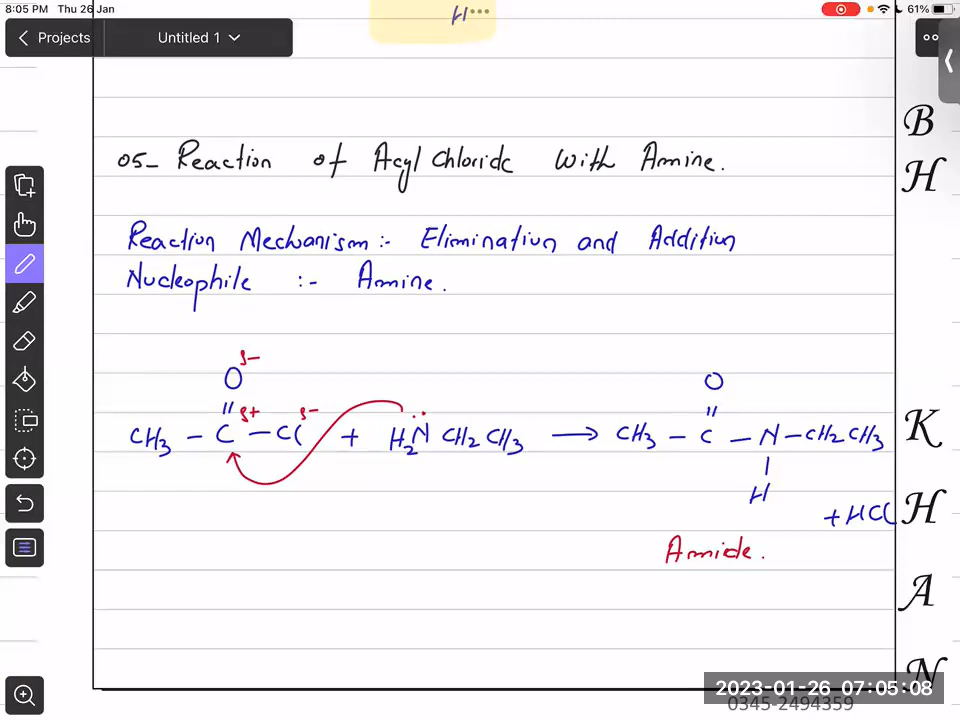 8:05 PM Thu 26 Jan
61%
H
Projects
Untitled 1
05- Reaction of Acyl Chloride with Amine.
Reaction Mechanism:- Elimination and Addition
Nucleophile :- Amine.
δ-
O O
|| δ+ δ- ·· ||
CH3 - C - Cl + H2N CH2 CH3 → CH3 - C - N - CH2 CH3
|
H
+ HCl
Amide.
B
H
K
H
A
N
2023-01-26 07:05:08
0345-2494359